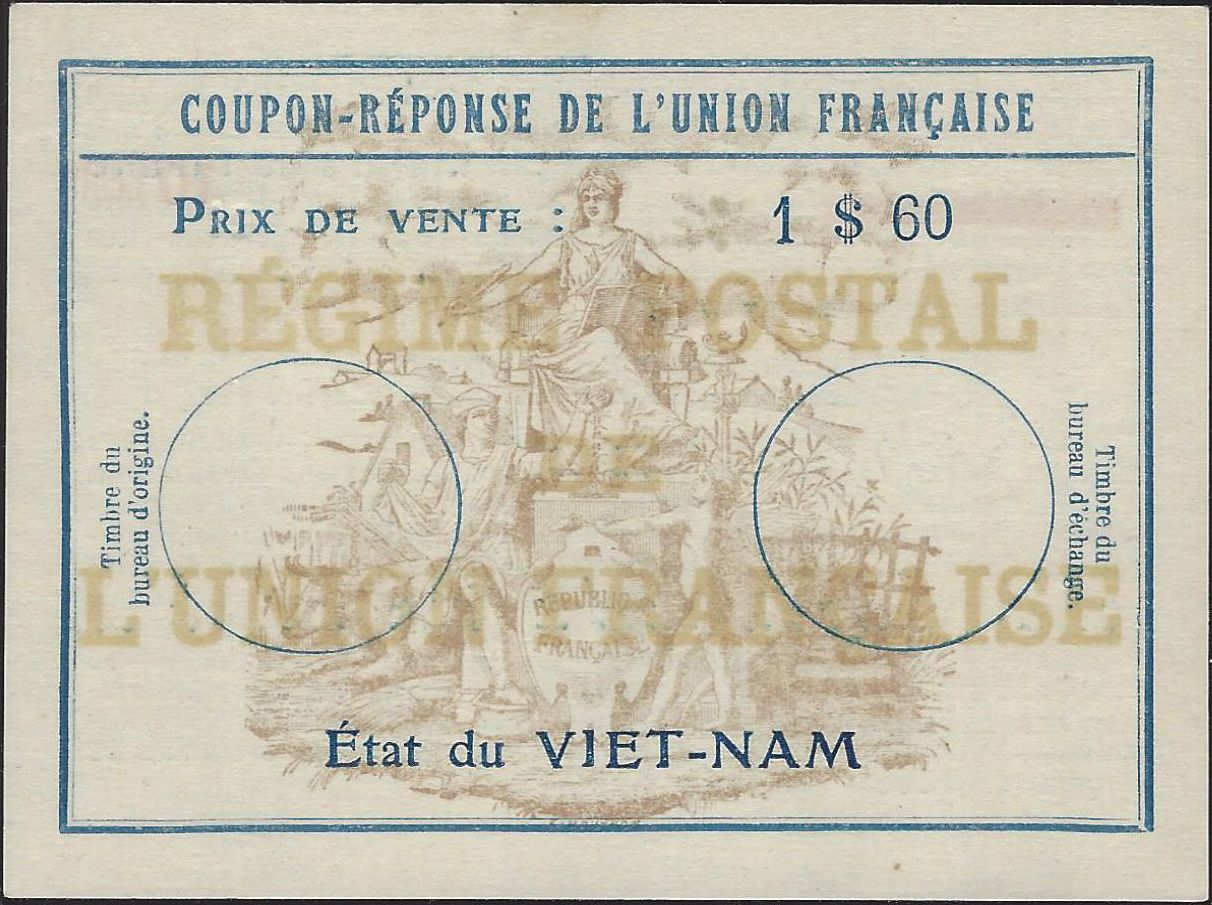 COUPON-RÉPONSE DE L'UNION FRANÇAISE
PRIX DE VENTE : 1 $ 60
RÉGIME POSTAL
DE
L'UNION FRANÇAISE
Timbre du
bureau d'origine.
Timbre du
bureau d'échange.
RÉPUBLIQUE
FRANÇAISE
État du VIET-NAM